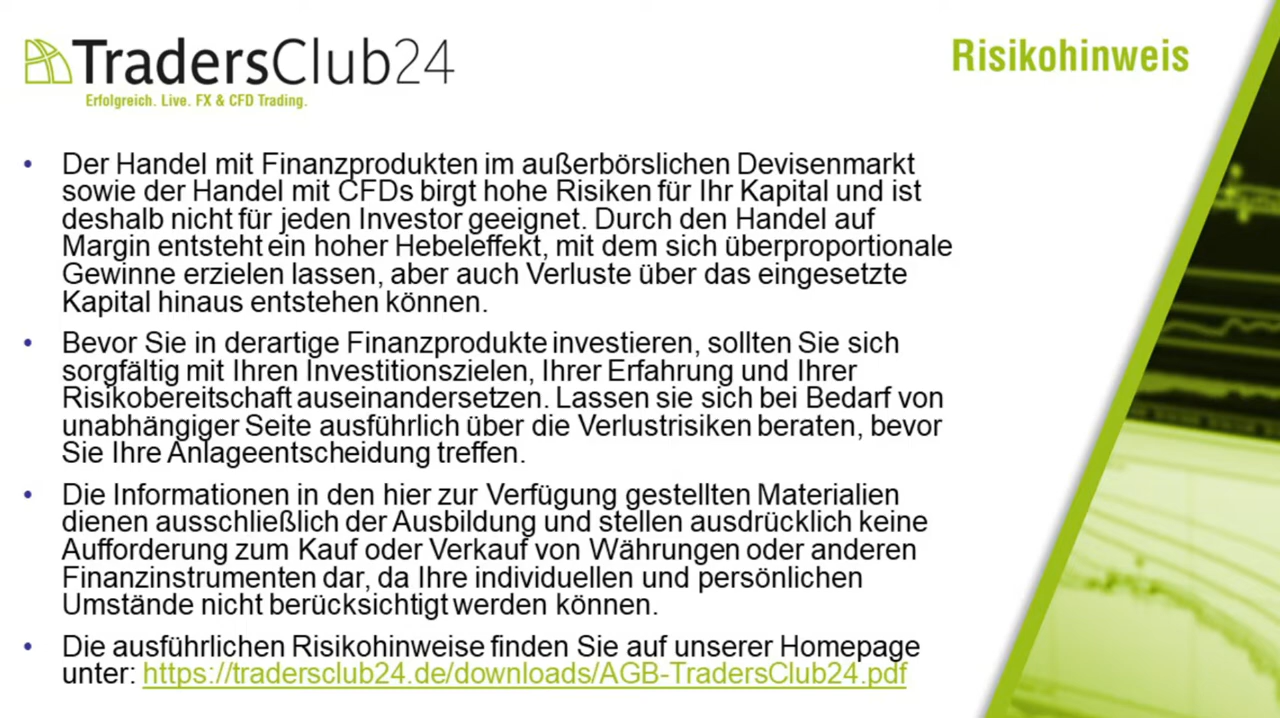 TradersClub24
Erfolgreich. Live. FX & CFD Trading.
Risikohinweis
• Der Handel mit Finanzprodukten im außerbörslichen Devisenmarkt
sowie der Handel mit CFDs birgt hohe Risiken für Ihr Kapital und ist
deshalb nicht für jeden Investor geeignet. Durch den Handel auf
Margin entsteht ein hoher Hebeleffekt, mit dem sich überproportionale
Gewinne erzielen lassen, aber auch Verluste über das eingesetzte
Kapital hinaus entstehen können.
• Bevor Sie in derartige Finanzprodukte investieren, sollten Sie sich
sorgfältig mit Ihren Investitionszielen, Ihrer Erfahrung und Ihrer
Risikobereitschaft auseinandersetzen. Lassen sie sich bei Bedarf von
unabhängiger Seite ausführlich über die Verlustrisiken beraten, bevor
Sie Ihre Anlageentscheidung treffen.
• Die Informationen in den hier zur Verfügung gestellten Materialien
dienen ausschließlich der Ausbildung und stellen ausdrücklich keine
Aufforderung zum Kauf oder Verkauf von Währungen oder anderen
Finanzinstrumenten dar, da Ihre individuellen und persönlichen
Umstände nicht berücksichtigt werden können.
• Die ausführlichen Risikohinweise finden Sie auf unserer Homepage
unter: https://tradersclub24.de/downloads/AGB-TradersClub24.pdf